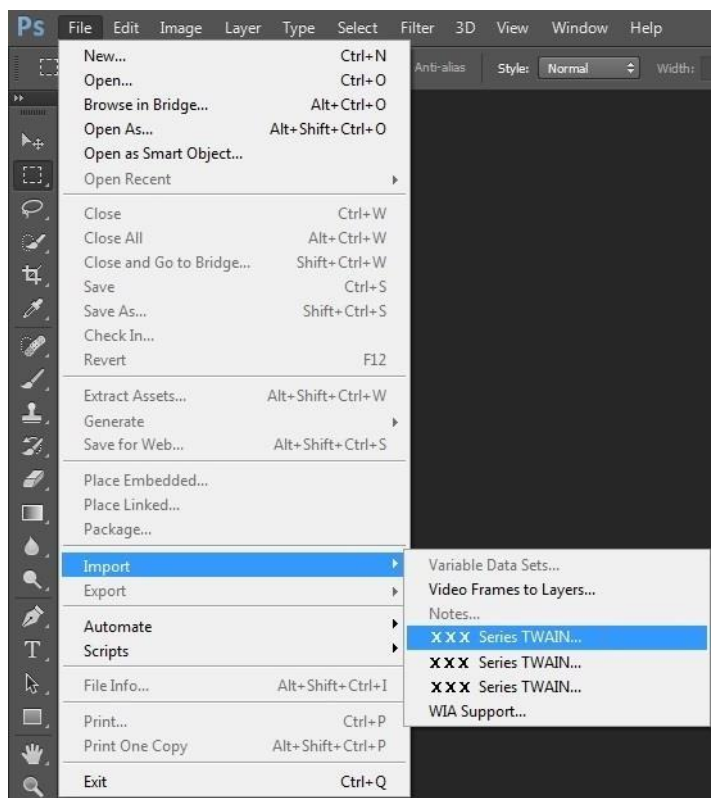 Ps File Edit Image Layer Type Select Filter 3D View Window Help
Anti-alias Style: Normal Width:
New... Ctrl+N
Open... Ctrl+O
Browse in Bridge... Alt+Ctrl+O
Open As... Alt+Shift+Ctrl+O
Open as Smart Object...
Open Recent
Close Ctrl+W
Close All Alt+Ctrl+W
Close and Go to Bridge... Shift+Ctrl+W
Save Ctrl+S
Save As... Shift+Ctrl+S
Check In...
Revert F12
Extract Assets... Alt+Shift+Ctrl+W
Generate
Save for Web... Alt+Shift+Ctrl+S
Place Embedded...
Place Linked...
Package...
Import
Export
Automate
Scripts
File Info... Alt+Shift+Ctrl+I
Print... Ctrl+P
Print One Copy Alt+Shift+Ctrl+P
Exit Ctrl+Q
Variable Data Sets...
Video Frames to Layers...
Notes...
XXX Series TWAIN...
XXX Series TWAIN...
XXX Series TWAIN...
WIA Support...